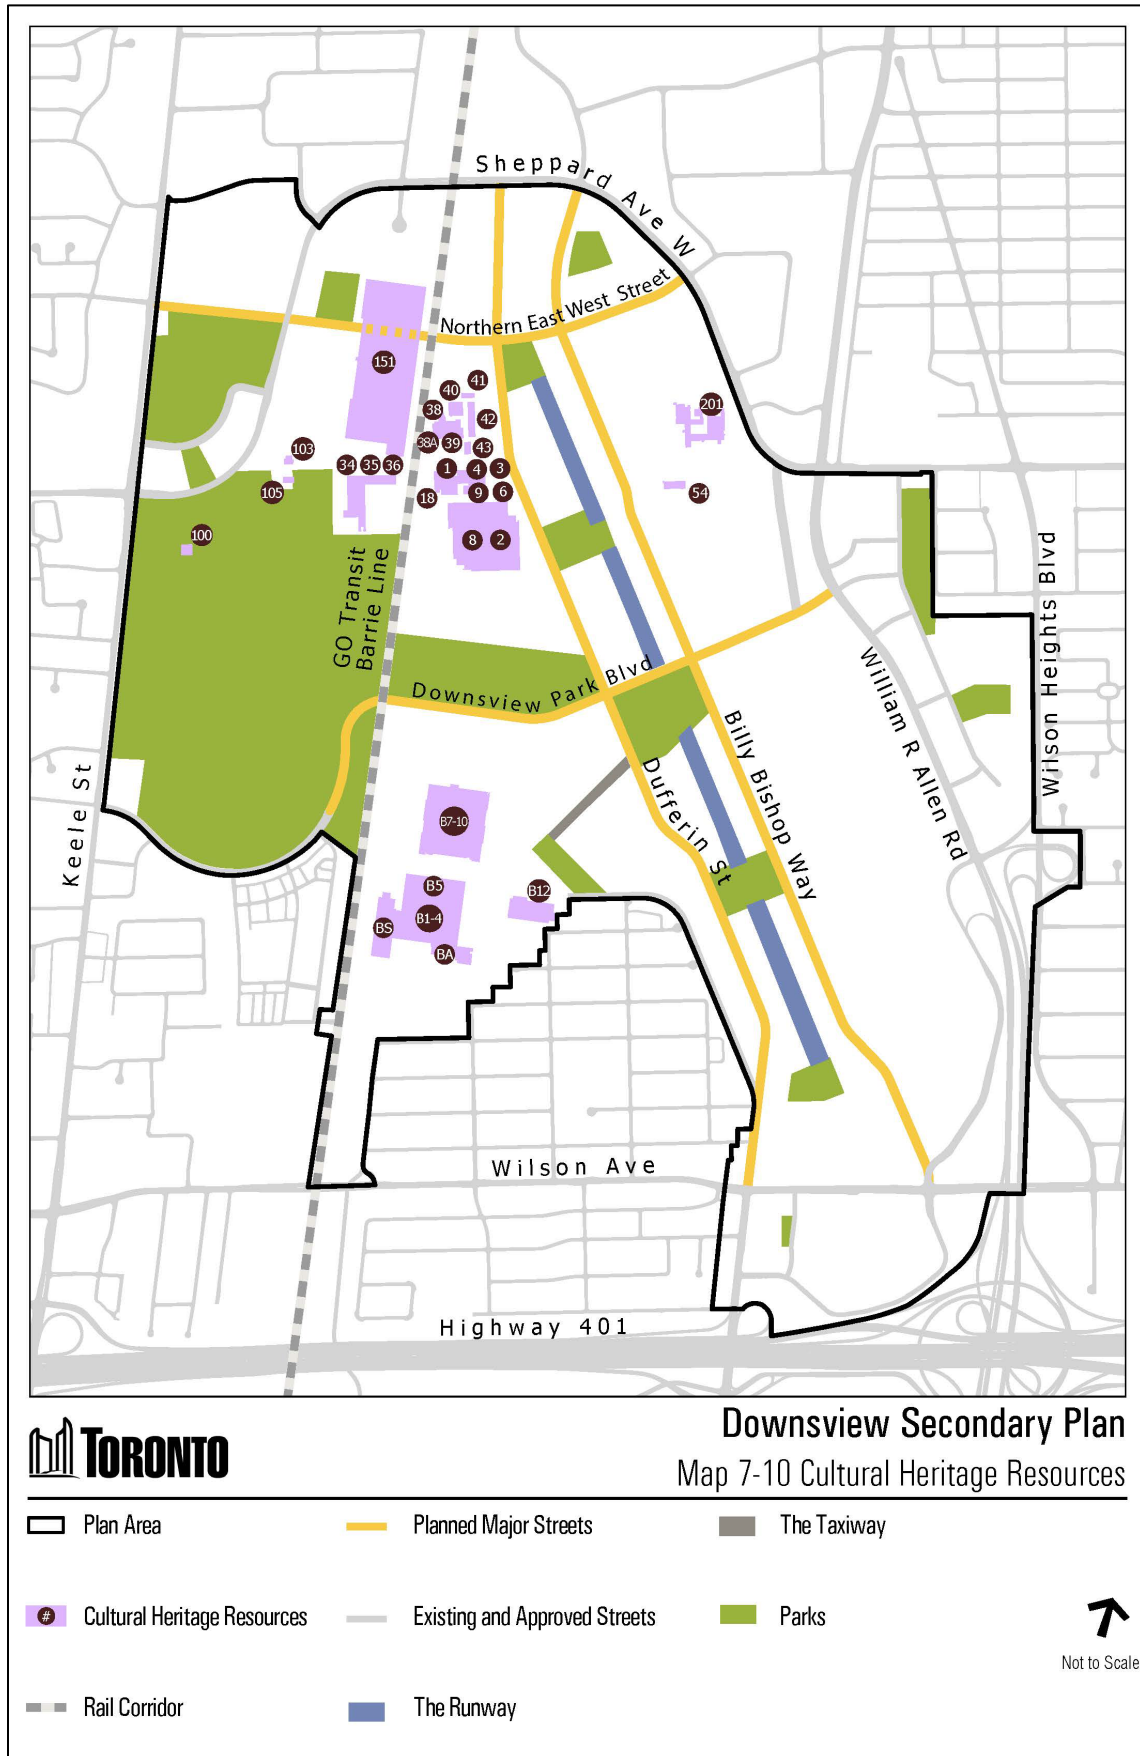 Sheppard Ave W
Northern East West Street
151
41
40
38
42
201
38A
39
43
103
34
35
36
1
4
3
105
18
9
6
54
100
8
2
GO Transit
Barrie Line
Wilson Heights Blvd
Downsview Park Blvd
William R Allen Rd
Billy Bishop Way
Dufferin St
Keele St
B7-10
B5
B12
B1-4
BS
BA
Wilson Ave
Highway 401
TORONTO
Downsview Secondary Plan
Map 7-10 Cultural Heritage Resources
Plan Area
Planned Major Streets
The Taxiway
#
Cultural Heritage Resources
Existing and Approved Streets
Parks
Not to Scale
Rail Corridor
The Runway